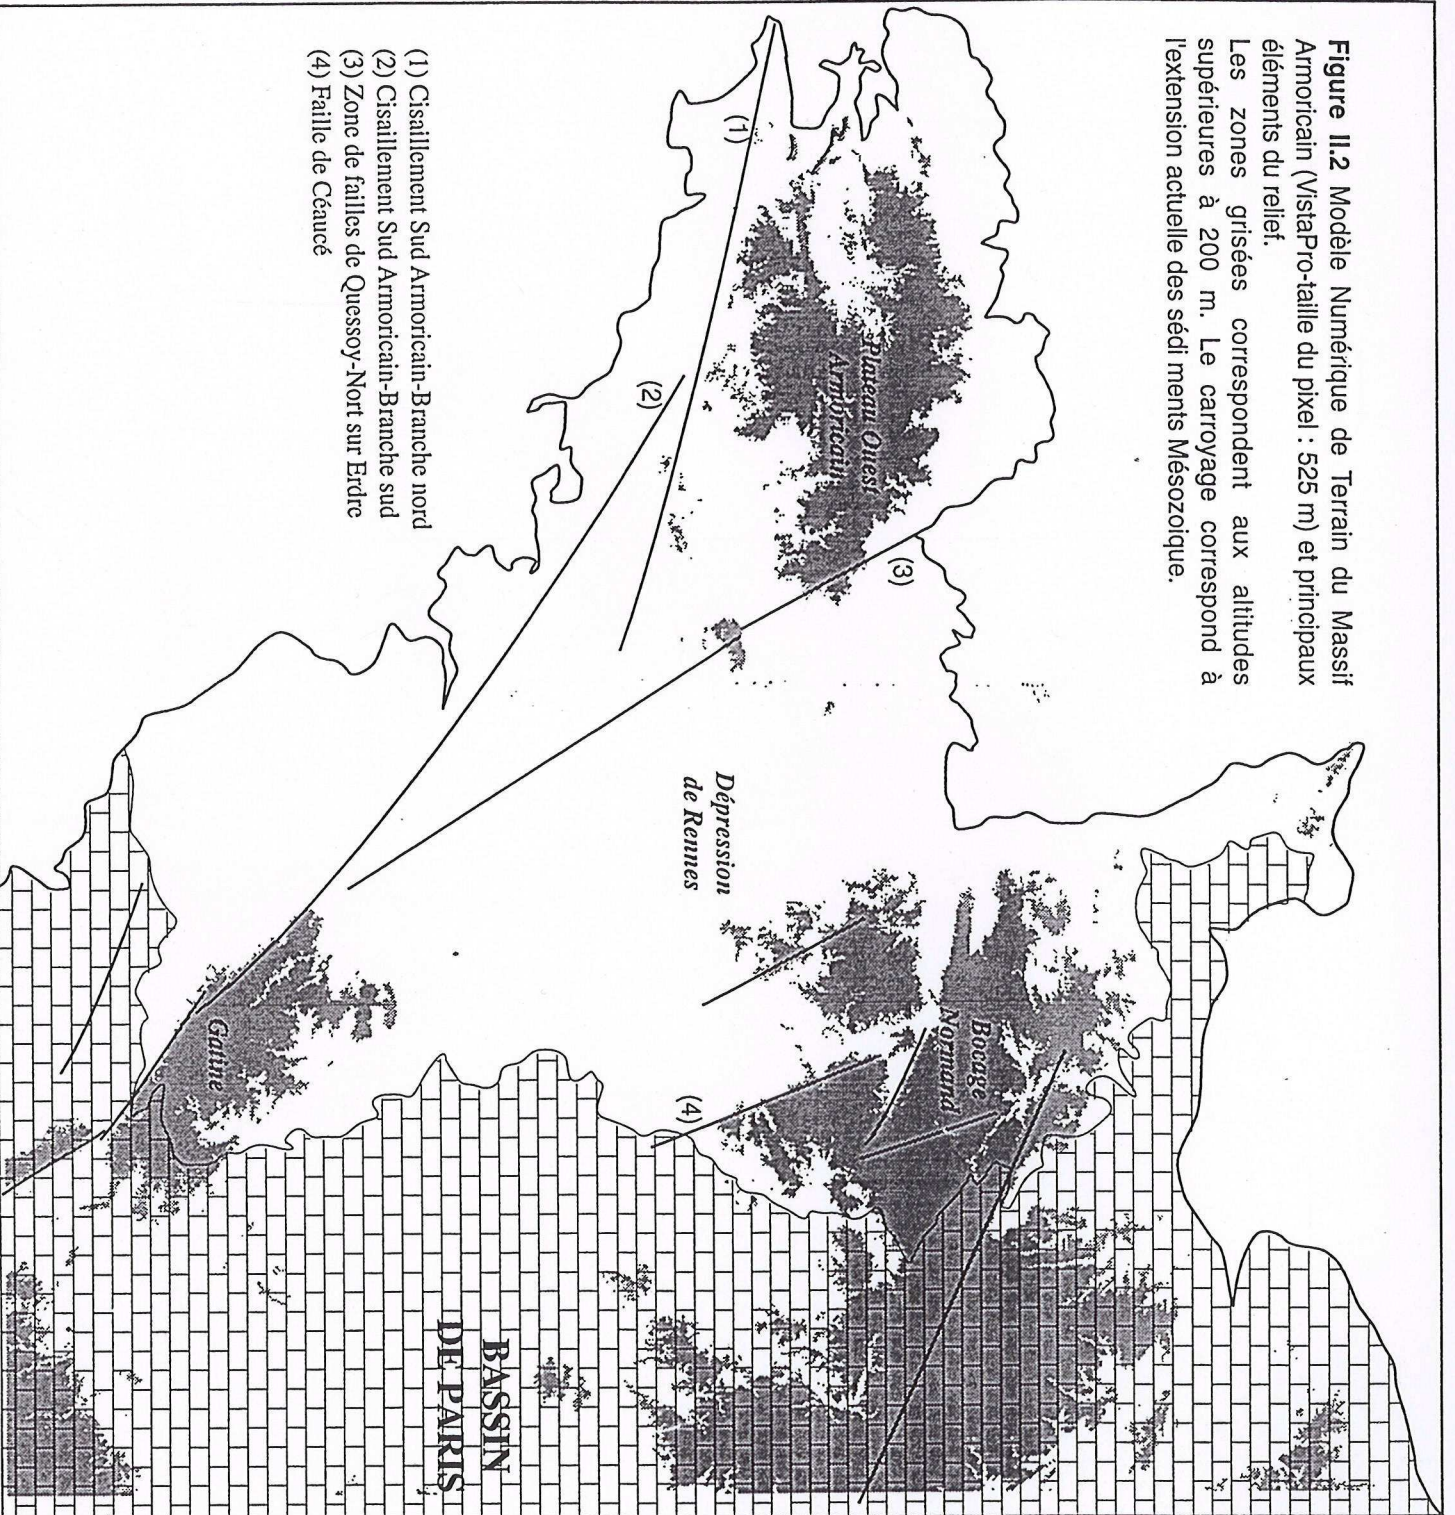 Figure II.2 Modèle Numérique de Terrain du Massif
Armoricain (VistaPro-taille du pixel : 525 m) et principaux
éléments du relief.
Les zones grisées correspondent aux altitudes
supérieures à 200 m. Le carroyage correspond à
l'extension actuelle des sédi ments Mésozoique.
(1)
(2)
(3)
(4)
Plateau Ouest
Armoricain
Dépression
de Rennes
Bocage
Normand
Gatine
BASSIN
DE PARIS
(1) Cisaillement Sud Armoricain-Branche nord
(2) Cisaillement Sud Armoricain-Branche sud
(3) Zone de failles de Quessoy-Nort sur Erdre
(4) Faille de Céaucé